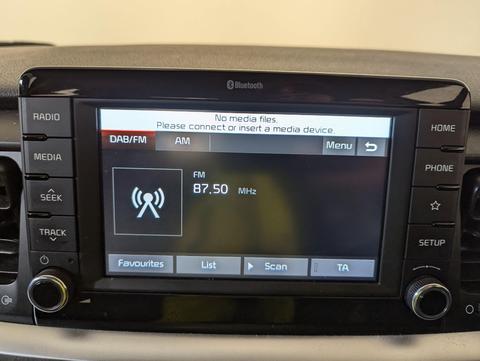 Bluetooth
No media files.
Please connect or insert a media device.
DAB/FM AM Menu
FM
87.50 MHz
Favourites List Scan TA
RADIO
MEDIA
SEEK
TRACK
HOME
PHONE
SETUP